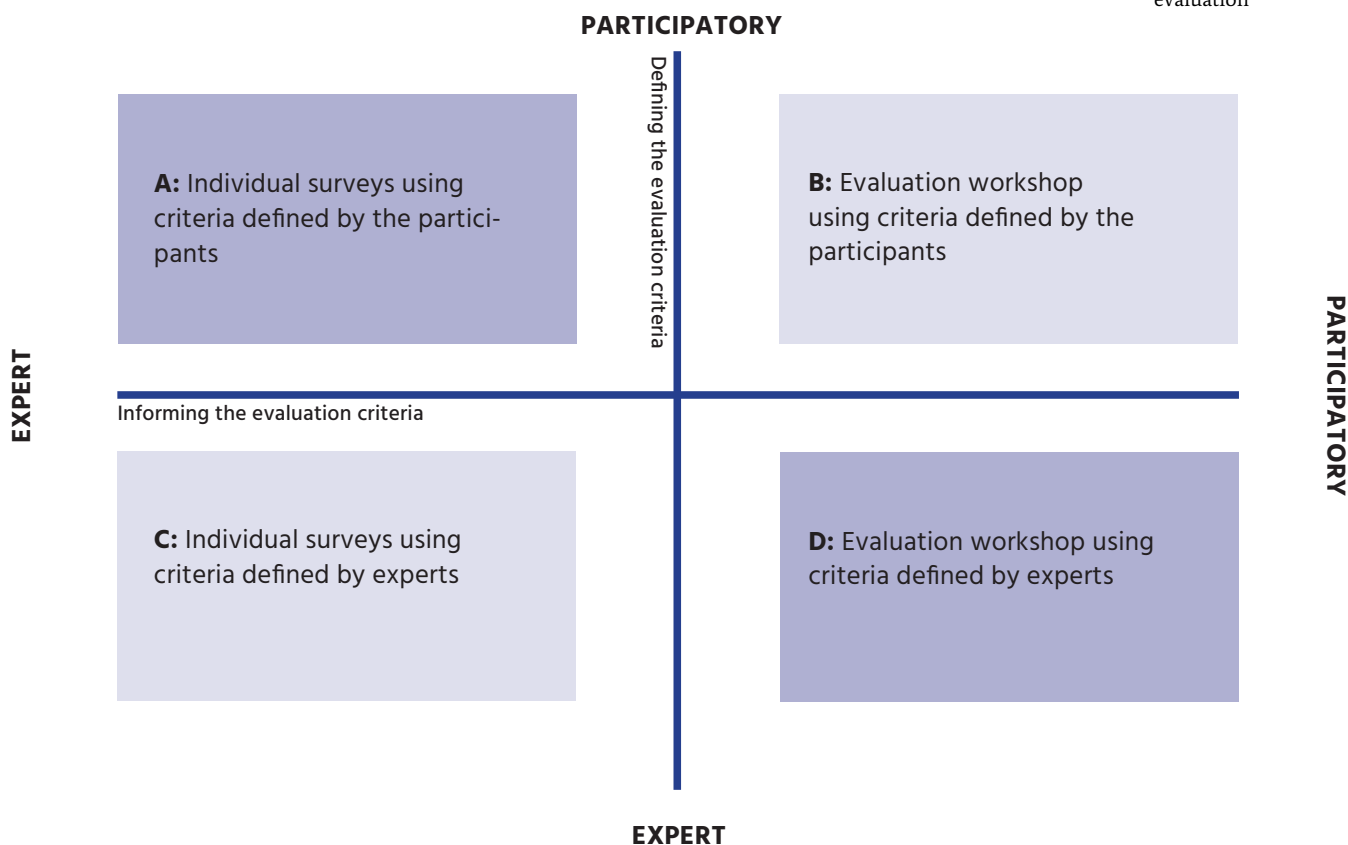 evaluation
PARTICIPATORY
Defining the evaluation criteria
A: Individual surveys using
criteria defined by the partici-
pants
B: Evaluation workshop
using criteria defined by the
participants
EXPERT
PARTICIPATORY
Informing the evaluation criteria
C: Individual surveys using
criteria defined by experts
D: Evaluation workshop using
criteria defined by experts
EXPERT